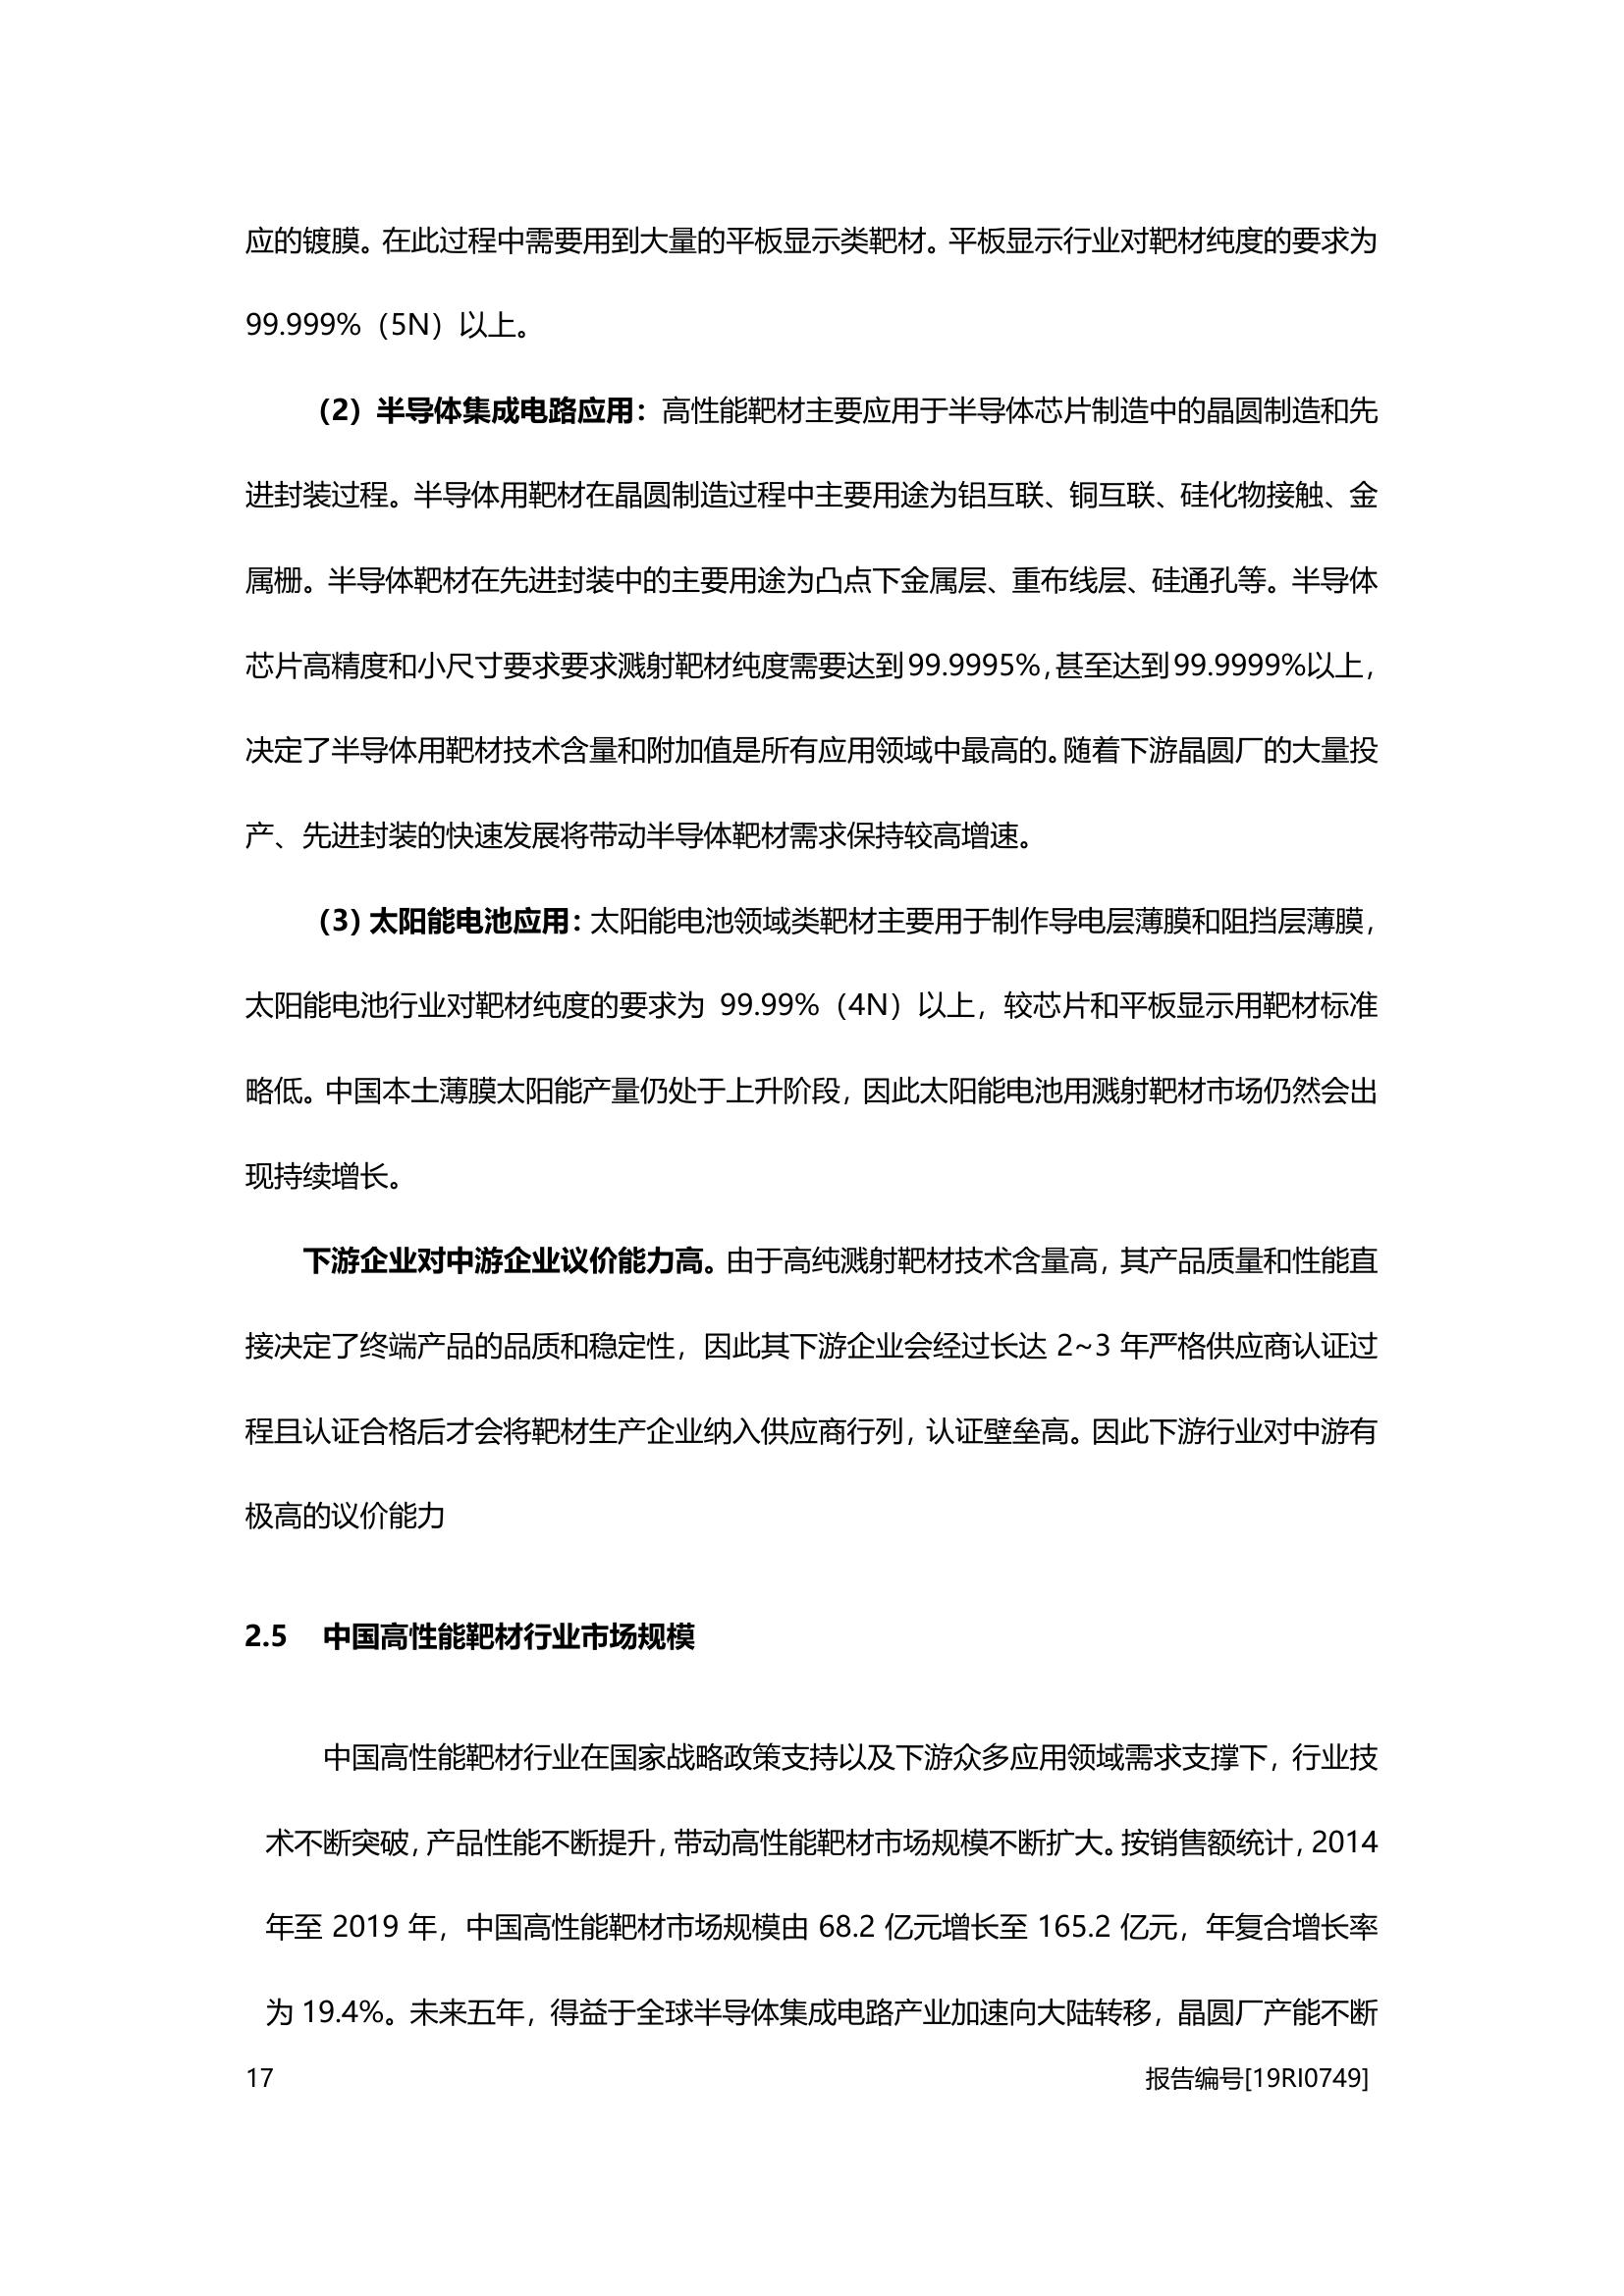 应的镀膜。在此过程中需要用到大量的平板显示类靶材。平板显示行业对靶材纯度的要求为
99.999%（5N）以上。
（2）半导体集成电路应用：高性能靶材主要应用于半导体芯片制造中的晶圆制造和先
进封装过程。半导体用靶材在晶圆制造过程中主要用途为铝互联、铜互联、硅化物接触、金
属栅。半导体靶材在先进封装中的主要用途为凸点下金属层、重布线层、硅通孔等。半导体
芯片高精度和小尺寸要求要求溅射靶材纯度需要达到 99.9995%，甚至达到 99.9999%以上，
决定了半导体用靶材技术含量和附加值是所有应用领域中最高的。随着下游晶圆厂的大量投
产、先进封装的快速发展将带动半导体靶材需求保持较高增速。
（3）太阳能电池应用：太阳能电池领域类靶材主要用于制作导电层薄膜和阻挡层薄膜，
太阳能电池行业对靶材纯度的要求为 99.99%（4N）以上，较芯片和平板显示用靶材标准
略低。中国本土薄膜太阳能产量仍处于上升阶段，因此太阳能电池用溅射靶材市场仍然会出
现持续增长。
下游企业对中游企业议价能力高。由于高纯溅射靶材技术含量高，其产品质量和性能直
接决定了终端产品的品质和稳定性，因此其下游企业会经过长达 2~3 年严格供应商认证过
程且认证合格后才会将靶材生产企业纳入供应商行列，认证壁垒高。因此下游行业对中游有
极高的议价能力
2.5 中国高性能靶材行业市场规模
中国高性能靶材行业在国家战略政策支持以及下游众多应用领域需求支撑下，行业技
术不断突破，产品性能不断提升，带动高性能靶材市场规模不断扩大。按销售额统计，2014
年至 2019 年，中国高性能靶材市场规模由 68.2 亿元增长至 165.2 亿元，年复合增长率
为 19.4%。未来五年，得益于全球半导体集成电路产业加速向大陆转移，晶圆厂产能不断
17 报告编号[19RI0749]